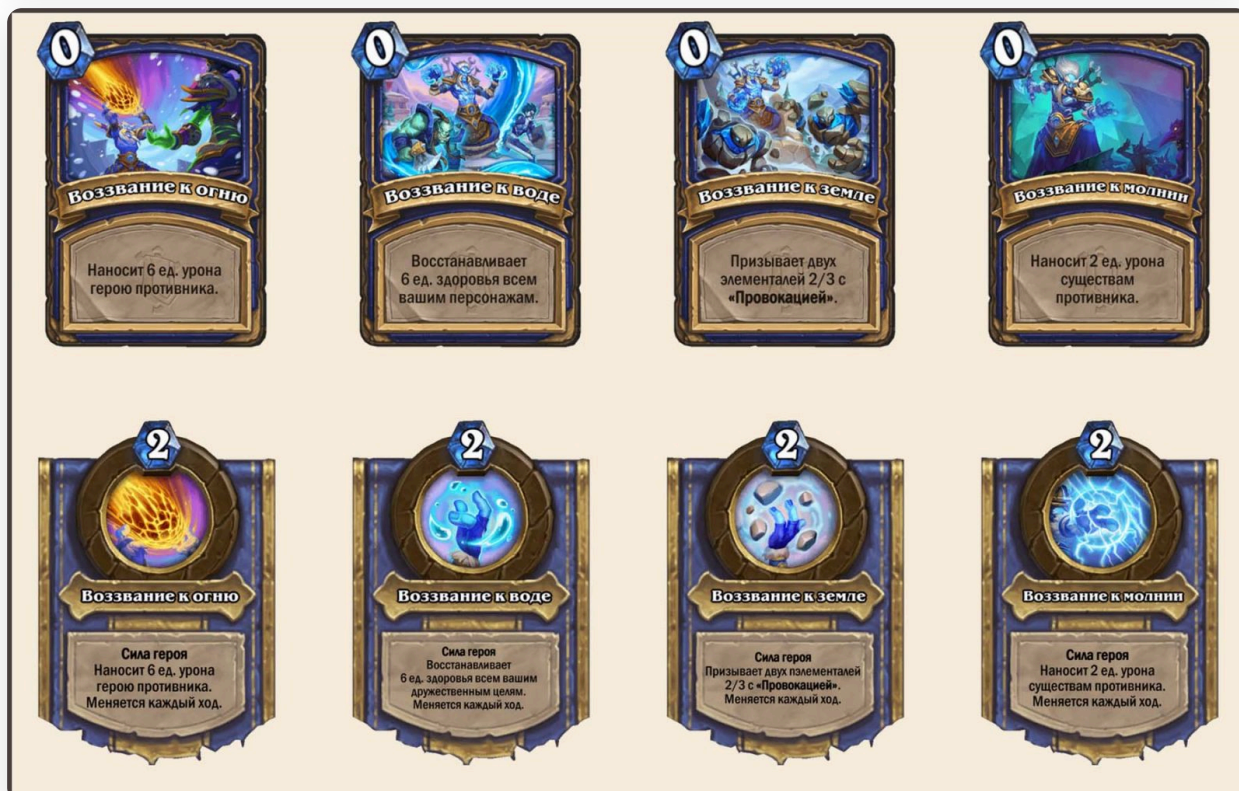 0
Воззвание к огню
Наносит 6 ед. урона
герою противника.
0
Воззвание к воде
Восстанавливает
6 ед. здоровья всем
вашим персонажам.
0
Воззвание к земле
Призывает двух
элементалей 2/3 с
«Провокацией».
0
Воззвание к молнии
Наносит 2 ед. урона
существам
противника.
2
Воззвание к огню
Сила героя
Наносит 6 ед. урона
герою противника.
Меняется каждый ход.
2
Воззвание к воде
Сила героя
Восстанавливает
6 ед. здоровья всем вашим
дружественным целям.
Меняется каждый ход.
2
Воззвание к земле
Сила героя
Призывает двух пэлементалей
2/3 с «Провокацией».
Меняется каждый ход.
2
Воззвание к молнии
Сила героя
Наносит 2 ед. урона
существам противника.
Меняется каждый ход.